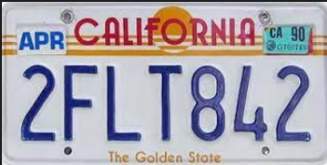 CALIFORNIA
APR
CA 90
2FLT842
The Golden State